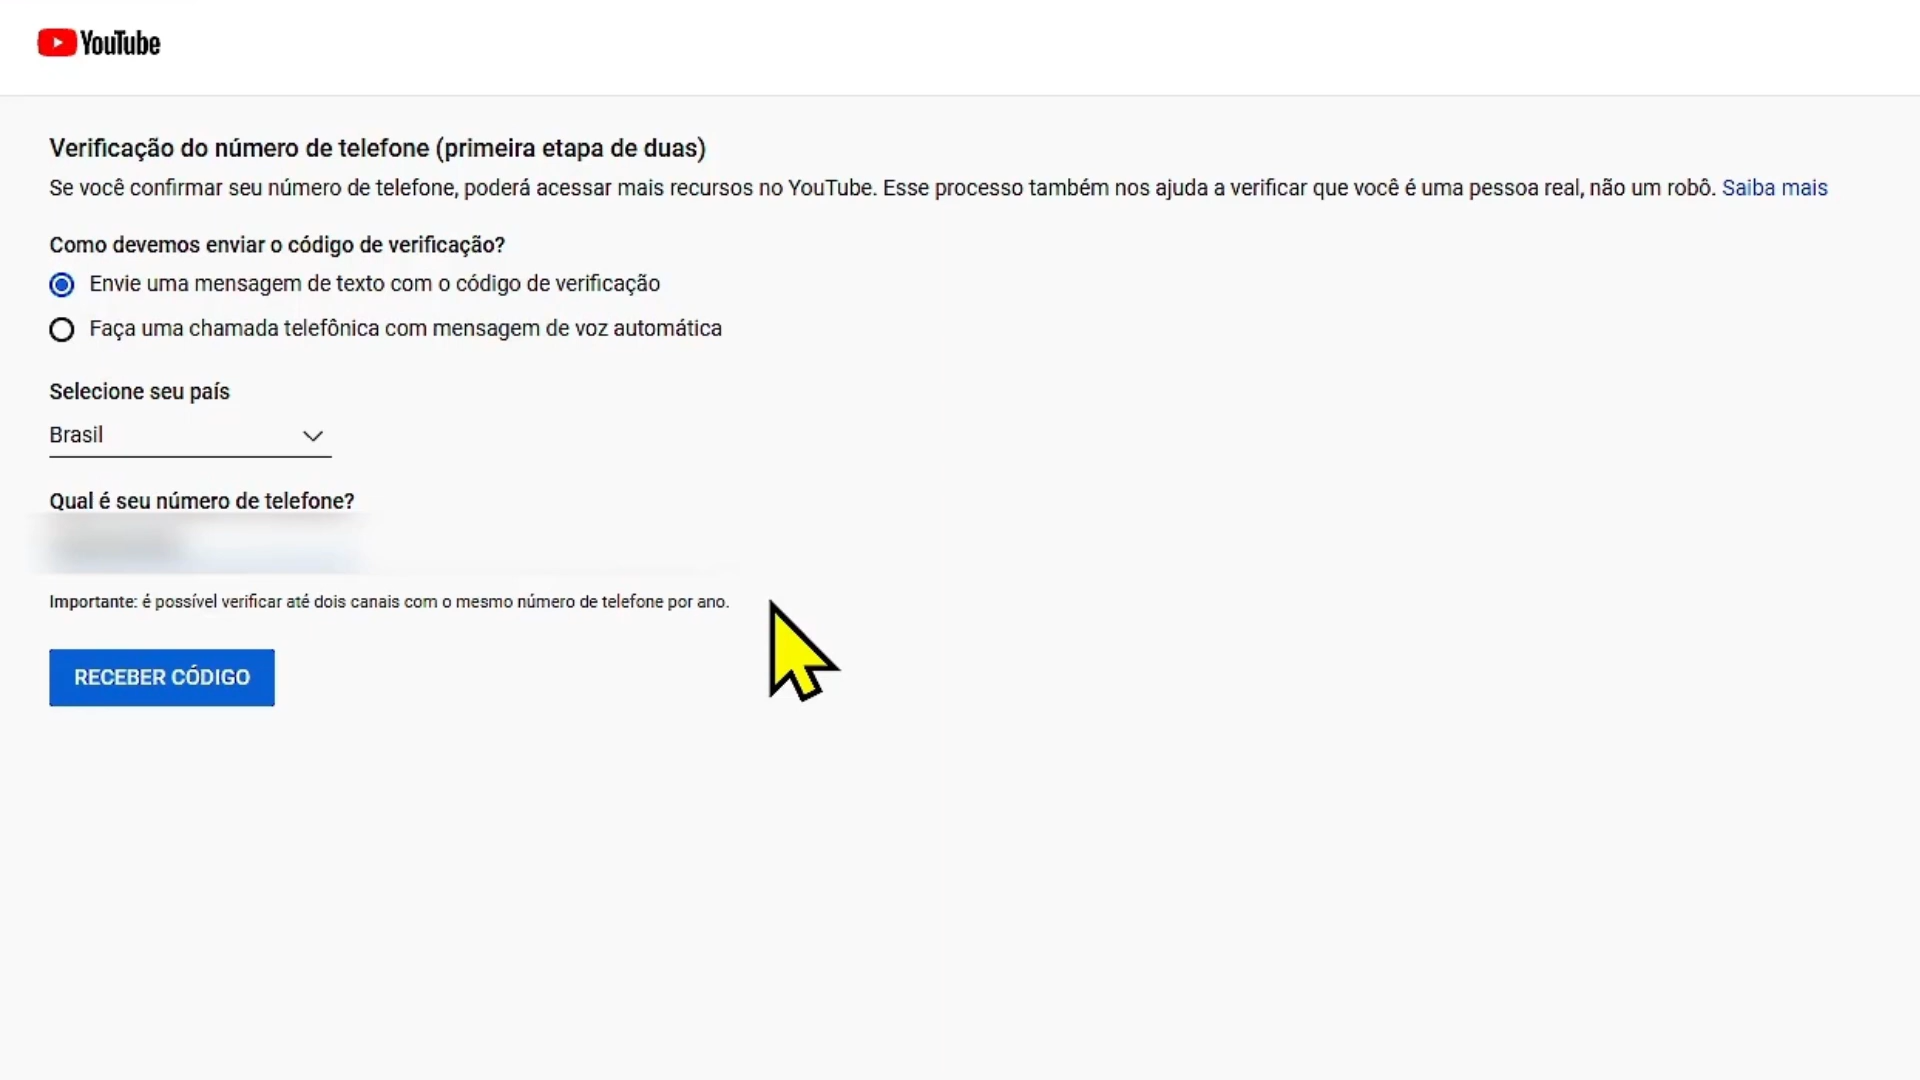 YouTube
Verificação do número de telefone (primeira etapa de duas)
Se você confirmar seu número de telefone, poderá acessar mais recursos no YouTube. Esse processo também nos ajuda a verificar que você é uma pessoa real, não um robô. Saiba mais
Como devemos enviar o código de verificação?
Envie uma mensagem de texto com o código de verificação
Faça uma chamada telefônica com mensagem de voz automática
Selecione seu país
Brasil
Qual é seu número de telefone?
Importante: é possível verificar até dois canais com o mesmo número de telefone por ano.
RECEBER CÓDIGO